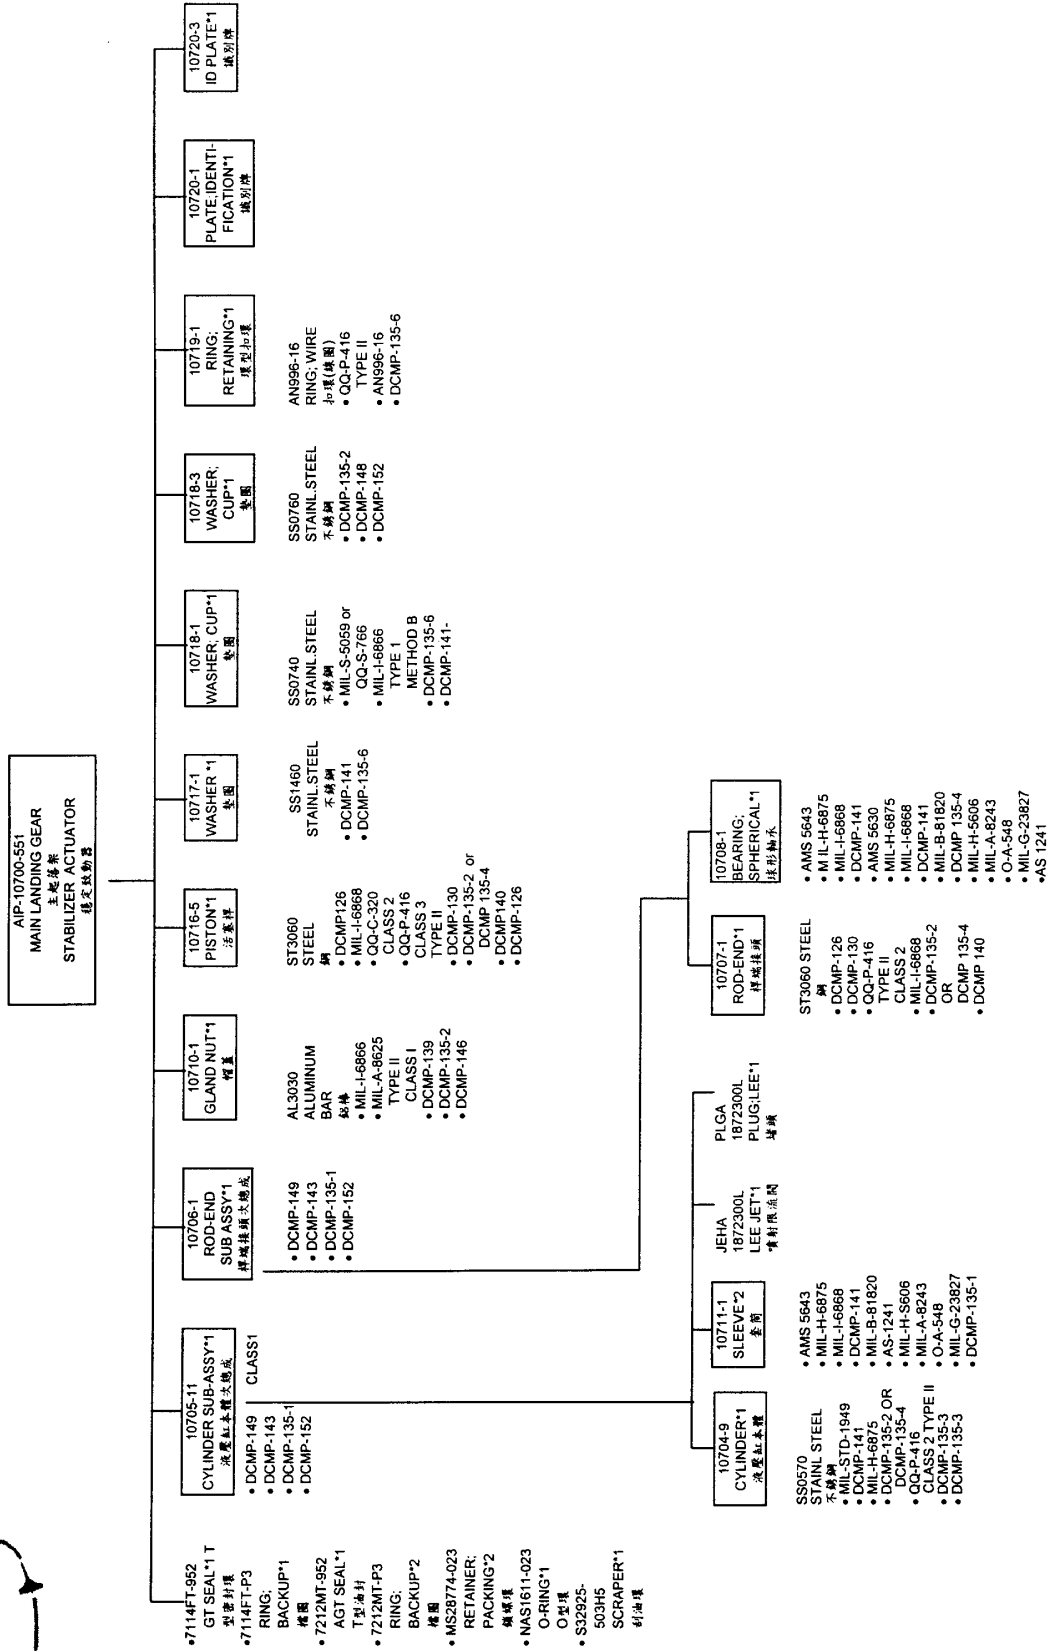 AIP-10700-551
MAIN LANDING GEAR
主起落架
STABILIZER ACTUATOR
穩定致動器
•7114FT-952
GT SEAL*1 T
型密封環
•7114FT-P3
RING;
BACKUP*1
檔圈
• 7212MT-952
AGT SEAL*1
T型油封
• 7212MT-P3
RING:
BACKUP*2
檔圈
• MS28774-023
RETAINER;
PACKING*2
鎖螺環
• NAS1611-023
O-RING*1
O型環
• S32925-
503H5
SCRAPER*1
刮油環
10705-11
CYLINDER SUB-ASSY*1
液壓缸本體次總成
CLASS1
• DCMP-149
• DCMP-143
• DCMP-135-1
• DCMP-152
10706-1
ROD-END
SUB ASSY*1
桿端接頭次總成
• DCMP-149
• DCMP-143
• DCMP-135-1
• DCMP-152
10710-1
GLAND NUT*1
帽蓋
AL3030
ALUMINUM
BAR
鋁棒
• MIL-I-6866
• MIL-A-8625
TYPE II
CLASS I
• DCMP-139
• DCMP-135-2
• DCMP-146
10716-5
PISTON*1
活塞桿
ST3060
STEEL
鋼
• DCMP126
• MIL-I-6868
• QQ-C-320
CLASS 2
• QQ-P-416
CLASS 3
TYPE II
• DCMP-130
• DCMP-135-2 or
DCMP 135-4
• DCMP140
• DCMP-126
10717-1
WASHER *1
墊圈
SS1460
STAINL.STEEL
不銹鋼
• DCMP-141
• DCMP-135-6
10718-1
WASHER; CUP*1
墊圈
SS0740
STAINL.STEEL
不銹鋼
• MIL-S-5059 or
QQ-S-766
• MIL-I-6866
TYPE 1
METHOD B
• DCMP-135-6
• DCMP-141-
10718-3
WASHER;
CUP*1
墊圈
SS0760
STAINL.STEEL
不銹鋼
• DCMP-135-2
• DCMP-148
• DCMP-152
10719-1
RING;
RETAINING*1
環型扣環
AN996-16
RING; WIRE
扣環(線圈)
• QQ-P-416
TYPE II
• AN996-16
• DCMP-135-6
10720-1
PLATE;IDENTI-
FICATION*1
識別牌
10720-3
ID PLATE*1
識別牌
10704-9
CYLINDER*1
液壓缸本體
SS0570
STAINL STEEL
不銹鋼
• MIL-STD-1949
• DCMP-141
• MIL-H-6875
• DCMP-135-2 OR
DCMP-135-4
• QQ-P-416
CLASS 2 TYPE II
• DCMP-135-3
• DCMP-135-3
10711-1
SLEEVE*2
套筒
• AMS 5643
• MIL-H-6875
• MIL-I-6868
• DCMP-141
• MIL-B-81820
• AS-1241
• MIL-H-S606
• MIL-A-8243
• O-A-548
• MIL-G-23827
• DCMP-135-1
JEHA
1872300L
LEE JET*1
噴射限流閥
PLGA
1872300L
PLUG;LEE*1
堵頭
10707-1
ROD-END*1
桿端接頭
ST3060 STEEL
鋼
• DCMP-126
• DCMP-130
• QQ-P-416
TYPE II
CLASS 2
• MIL-I-6868
• DCMP-135-2
OR
DCMP 135-4
• DCMP 140
10708-1
BEARING;
SPHERICAL*1
球形軸承
• AMS 5643
• M IL-H-6875
• MIL-I-6868
• DCMP-141
• AMS 5630
• MIL-H-6875
• MIL-I-6868
• DCMP-141
• MIL-B-81820
• DCMP 135-4
• MIL-H-5606
• MIL-A-8243
• O-A-548
• MIL-G-23827
•AS 1241